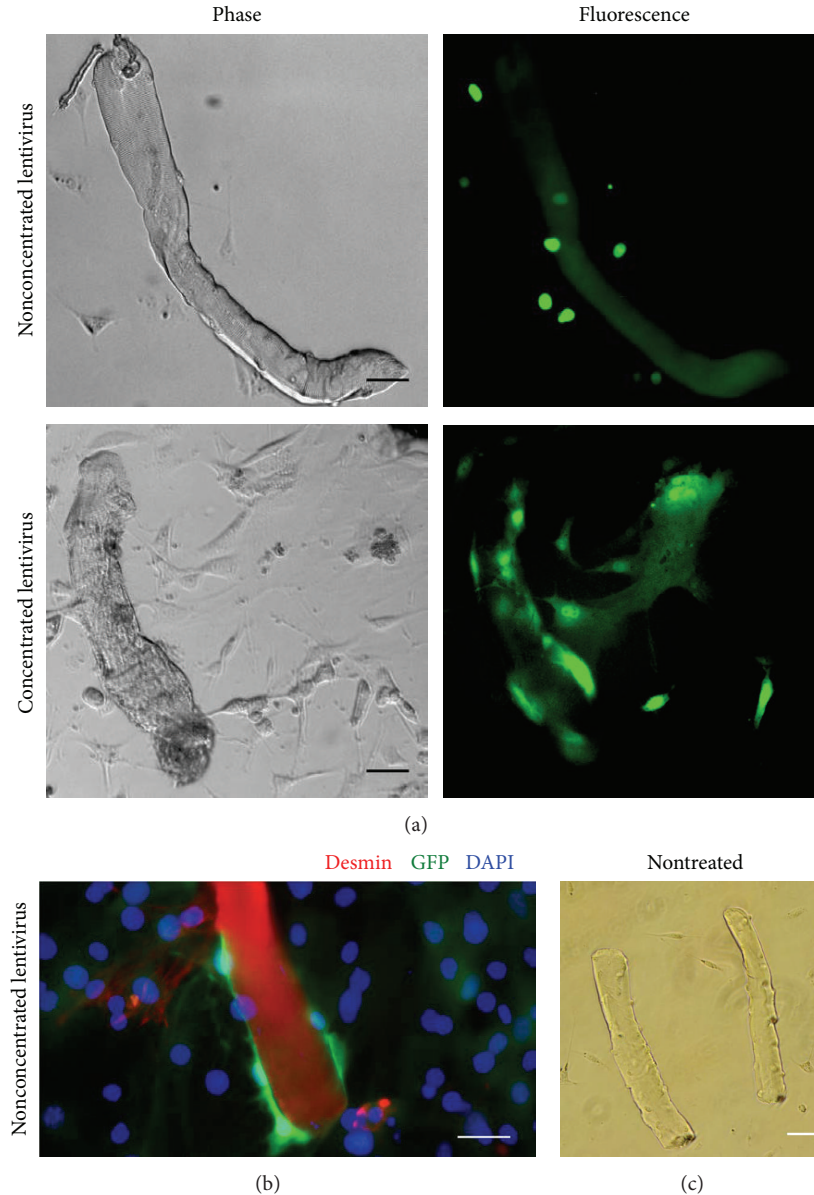 Phase Fluorescence
Nonconcentrated lentivirus
Concentrated lentivirus
(a)
Desmin GFP DAPI
Nontreated
Nonconcentrated lentivirus
(b) (c)